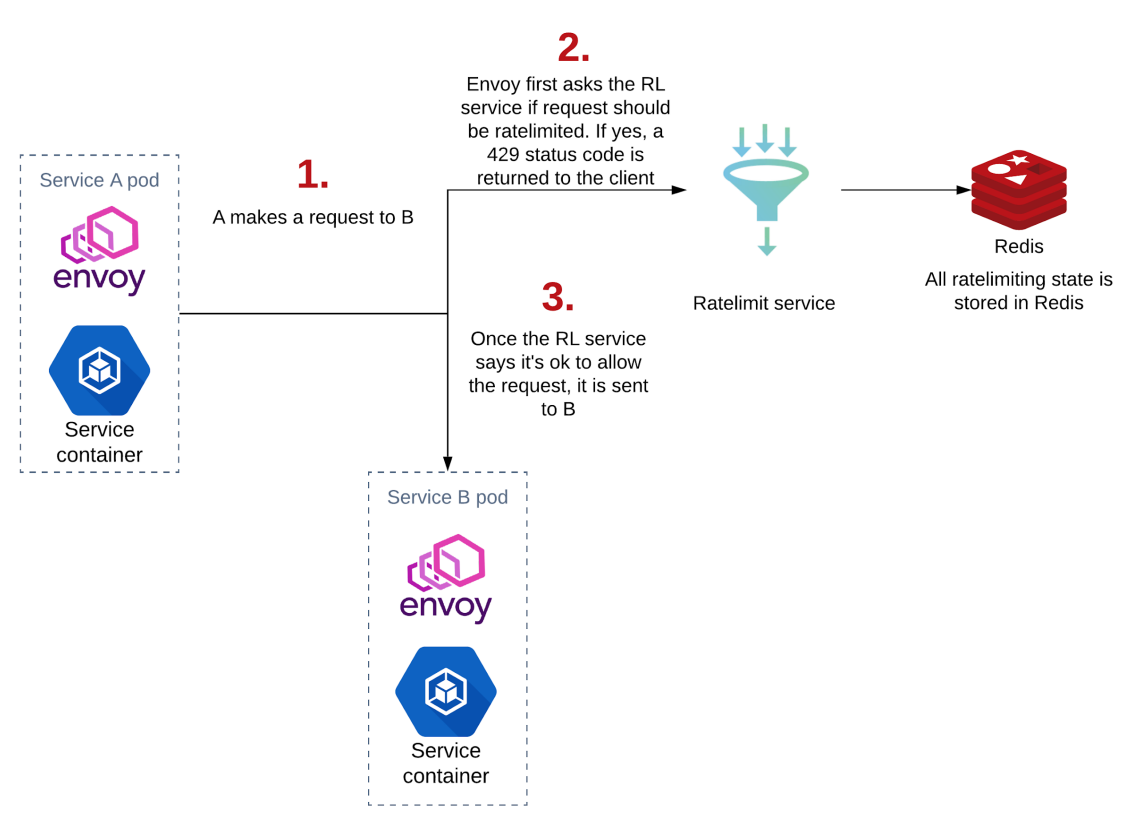 Service A pod
envoy
Service
container
1.
A makes a request to B
2.
Envoy first asks the RL
service if request should
be ratelimited. If yes, a
429 status code is
returned to the client
3.
Once the RL service
says it's ok to allow
the request, it is sent
to B
Ratelimit service
Redis
All ratelimiting state is
stored in Redis
Service B pod
envoy
Service
container